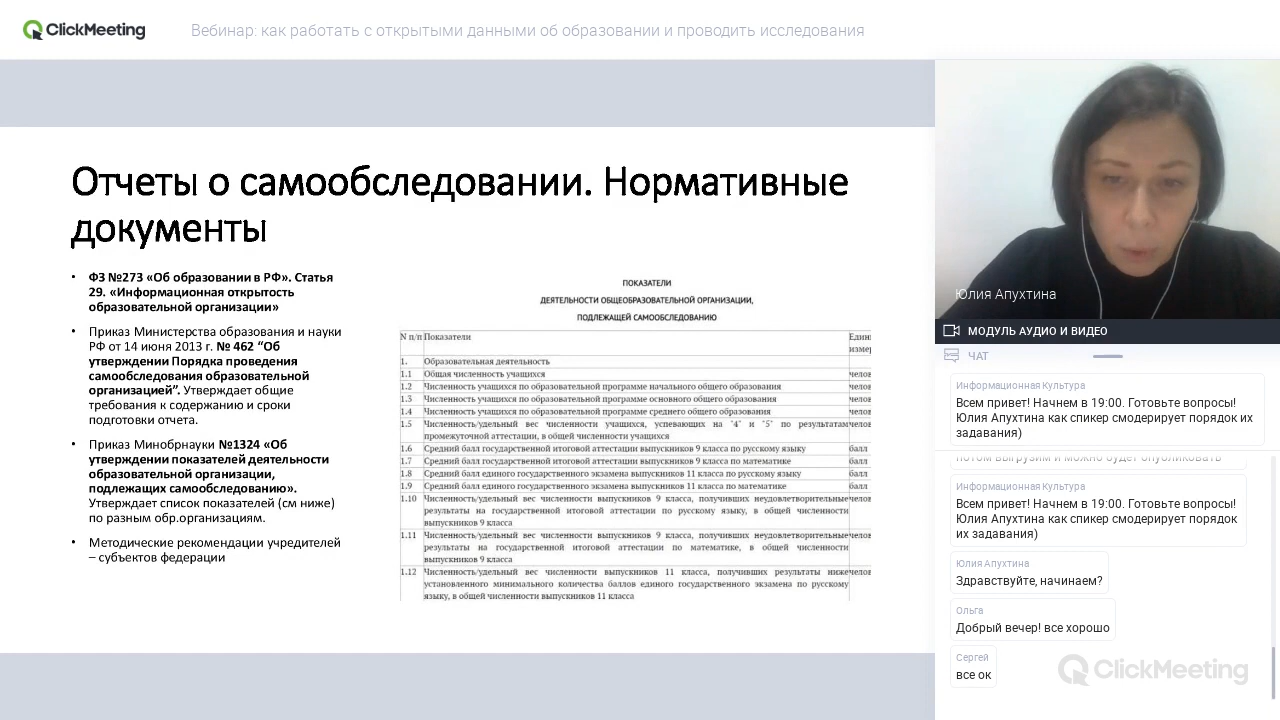 ClickMeeting
Вебинар: как работать с открытыми данными об образовании и проводить исследования
Отчеты о самообследовании. Нормативные
документы
• ФЗ №273 «Об образовании в РФ». Статья
29. «Информационная открытость
образовательной организации»
• Приказ Министерства образования и науки
РФ от 14 июня 2013 г. № 462 “Об
утверждении Порядка проведения
самообследования образовательной
организацией”. Утверждает общие
требования к содержанию и сроки
подготовки отчета.
• Приказ Минобрнауки №1324 «Об
утверждении показателей деятельности
образовательной организации,
подлежащих самообследованию».
Утверждает список показателей (см ниже)
по разным обр.организациям.
• Методические рекомендации учредителей
– субъектов федерации
ПОКАЗАТЕЛИ
ДЕЯТЕЛЬНОСТИ ОБЩЕОБРАЗОВАТЕЛЬНОЙ ОРГАНИЗАЦИИ,
ПОДЛЕЖАЩЕЙ САМООБСЛЕДОВАНИЮ
N п/п Показатели Един
измер
1. Образовательная деятельность
1.1 Общая численность учащихся челов
1.2 Численность учащихся по образовательной программе начального общего образования челов
1.3 Численность учащихся по образовательной программе основного общего образования челов
1.4 Численность учащихся по образовательной программе среднего общего образования челов
1.5 Численность/удельный вес численности учащихся, успевающих на "4" и "5" по результатам челов
промежуточной аттестации, в общей численности учащихся
1.6 Средний балл государственной итоговой аттестации выпускников 9 класса по русскому языку балл
1.7 Средний балл государственной итоговой аттестации выпускников 9 класса по математике балл
1.8 Средний балл единого государственного экзамена выпускников 11 класса по русскому языку балл
1.9 Средний балл единого государственного экзамена выпускников 11 класса по математике балл
1.10 Численность/удельный вес численности выпускников 9 класса, получивших неудовлетворительные челов
результаты на государственной итоговой аттестации по русскому языку, в общей численности
выпускников 9 класса
1.11 Численность/удельный вес численности выпускников 9 класса, получивших неудовлетворительные челов
результаты на государственной итоговой аттестации по математике, в общей численности
выпускников 9 класса
1.12 Численность/удельный вес численности выпускников 11 класса, получивших результаты ниже челов
установленного минимального количества баллов единого государственного экзамена по русскому
языку, в общей численности выпускников 11 класса
Юлия Апухтина
МОДУЛЬ АУДИО И ВИДЕО
ЧАТ
Информационная Культура
Всем привет! Начнем в 19:00. Готовьте вопросы!
Юлия Апухтина как спикер смодерирует порядок их
задавания)
потом выгрузим и можно будет опубликовать
Информационная Культура
Всем привет! Начнем в 19:00. Готовьте вопросы!
Юлия Апухтина как спикер смодерирует порядок
их задавания)
Юлия Апухтина
Здравствуйте, начинаем?
Ольга
Добрый вечер! все хорошо
Сергей
все ок
ClickMeeting